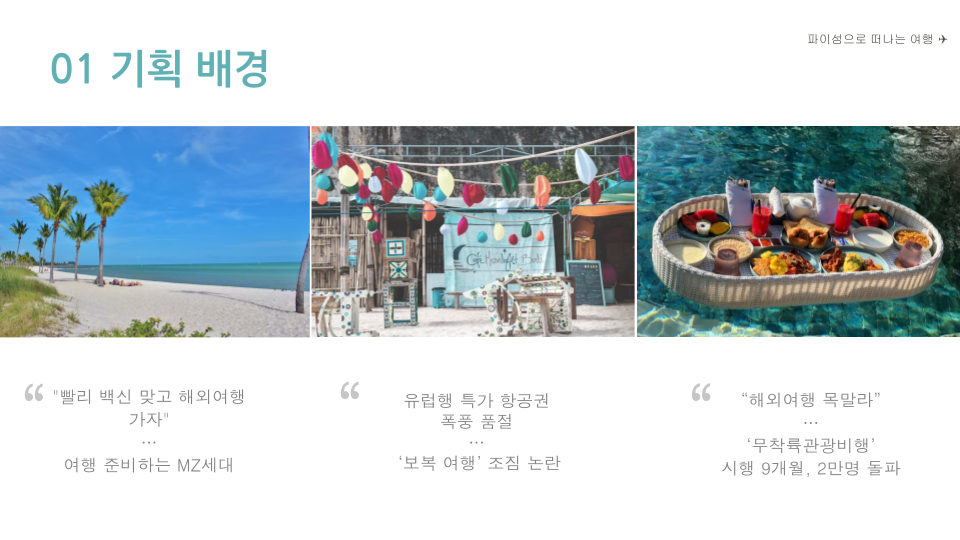 파이썬으로 떠나는 여행 ✈
01 기획 배경
“
"빨리 백신 맞고 해외여행
가자"
...
여행 준비하는 MZ세대
“
유럽행 특가 항공권
폭풍 품절
...
‘보복 여행’ 조짐 논란
“
“해외여행 목말라”
...
‘무착륙관광비행’
시행 9개월, 2만명 돌파